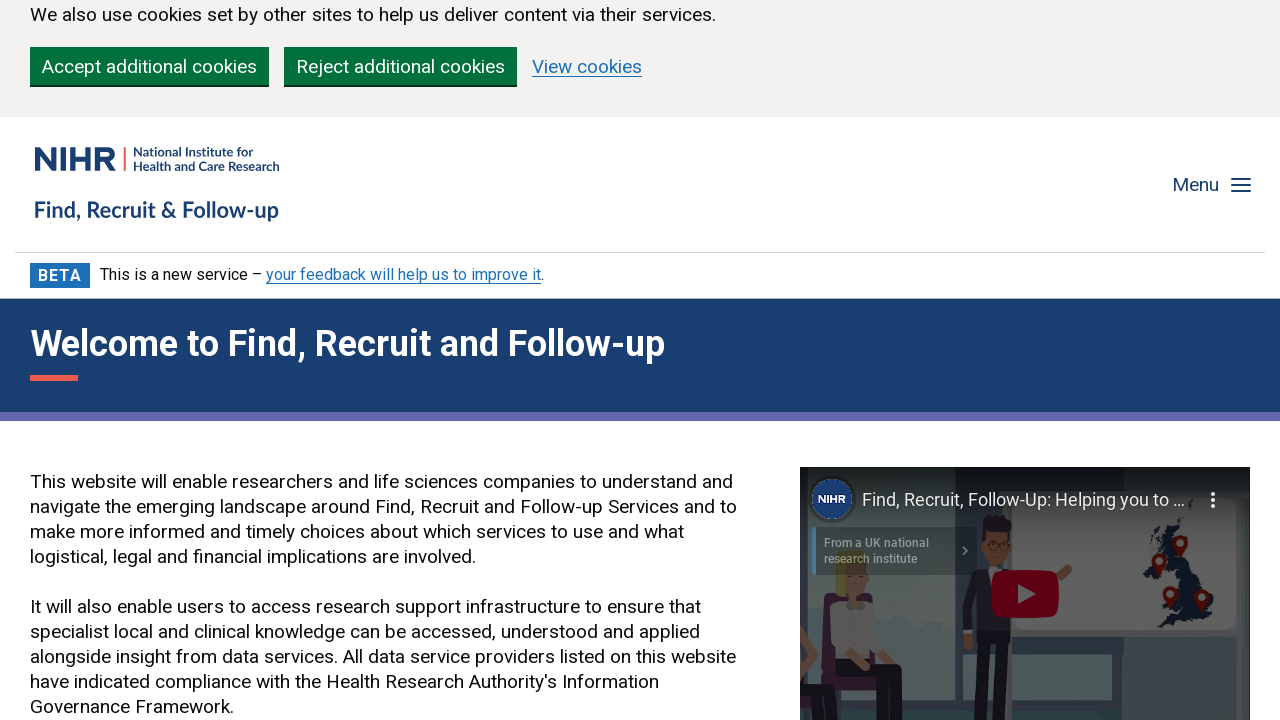 We also use cookies set by other sites to help us deliver content via their services.
Accept additional cookies
Reject additional cookies
View cookies
NIHR | National Institute for
Health and Care Research
Find, Recruit & Follow-up
Menu
BETA
This is a new service – your feedback will help us to improve it.
Welcome to Find, Recruit and Follow-up
This website will enable researchers and life sciences companies to understand and
navigate the emerging landscape around Find, Recruit and Follow-up Services and to
make more informed and timely choices about which services to use and what
logistical, legal and financial implications are involved.
It will also enable users to access research support infrastructure to ensure that
specialist local and clinical knowledge can be accessed, understood and applied
alongside insight from data services. All data service providers listed on this website
have indicated compliance with the Health Research Authority's Information
Governance Framework.
NIHR
Find, Recruit, Follow-Up: Helping you to ...
From a UK national
research institute